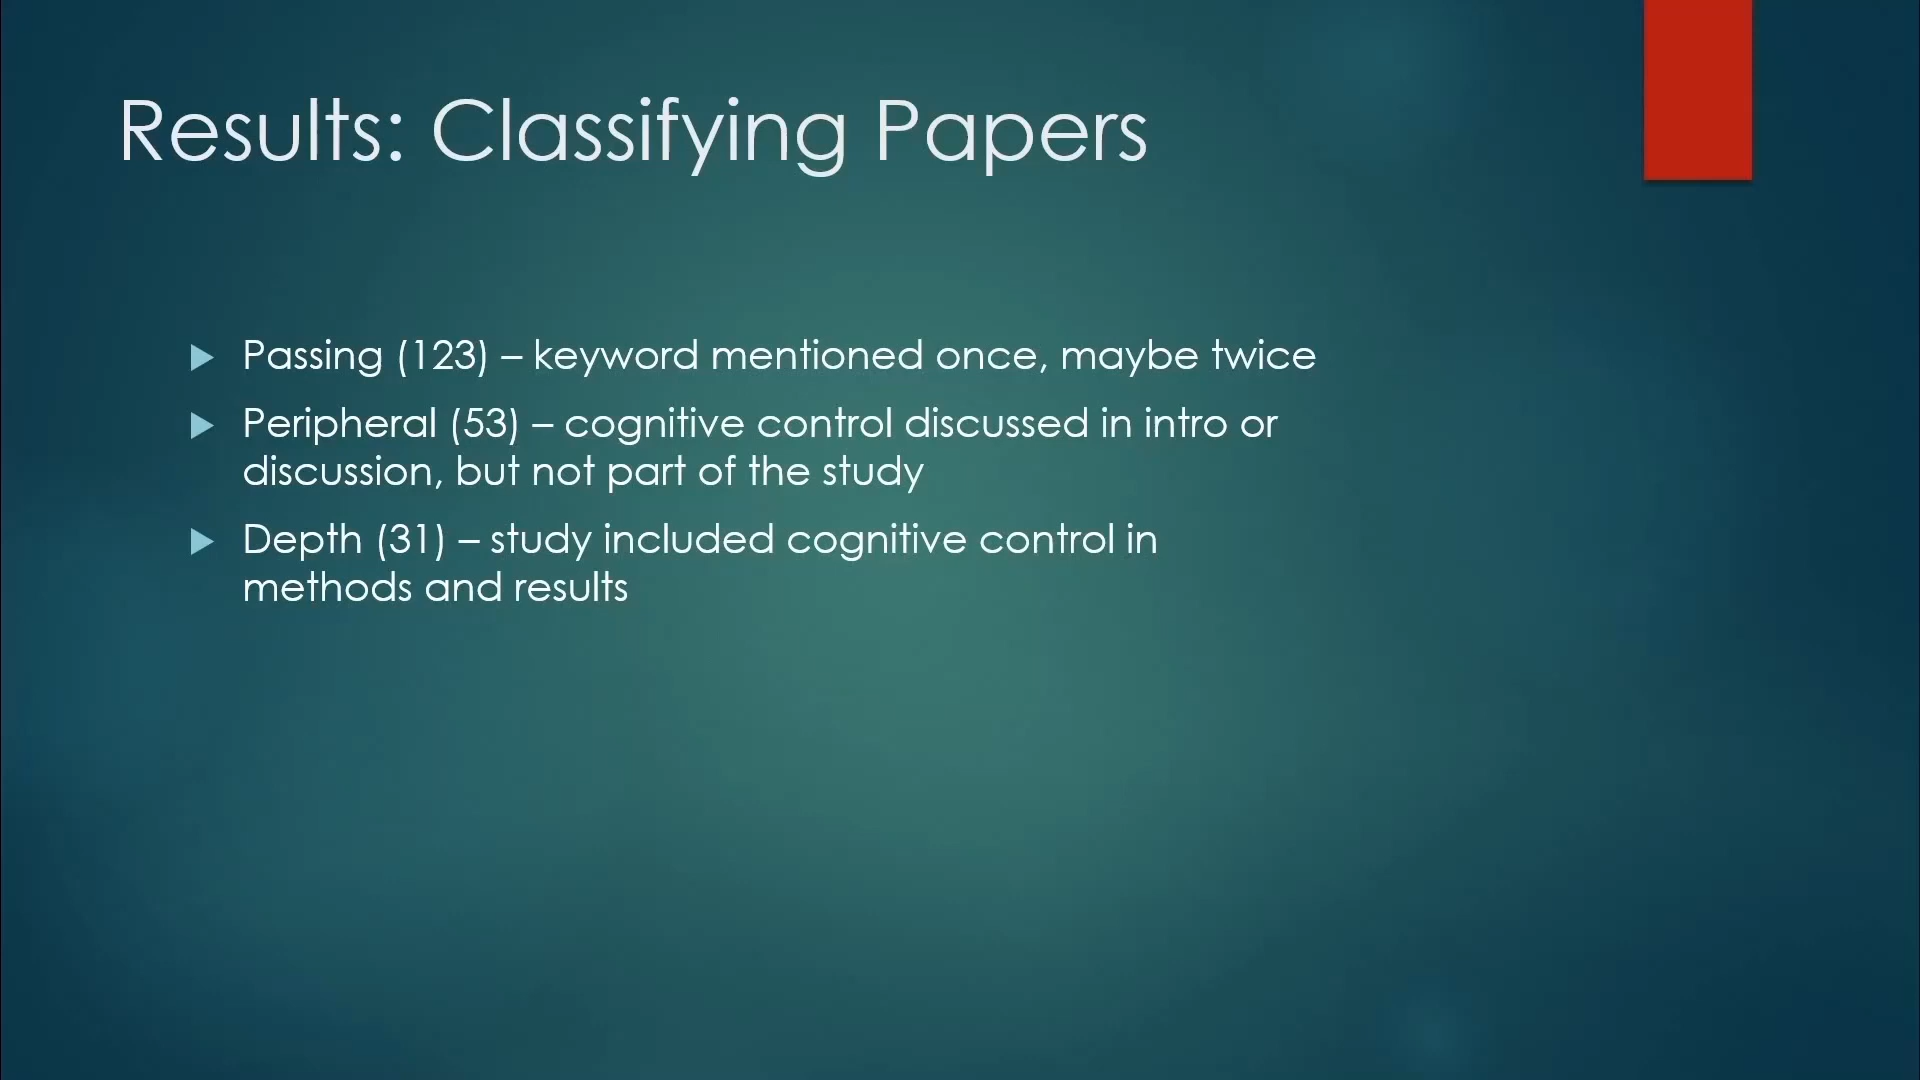 Results: Classifying Papers
Passing (123) – keyword mentioned once, maybe twice
Peripheral (53) – cognitive control discussed in intro or
discussion, but not part of the study
Depth (31) – study included cognitive control in
methods and results